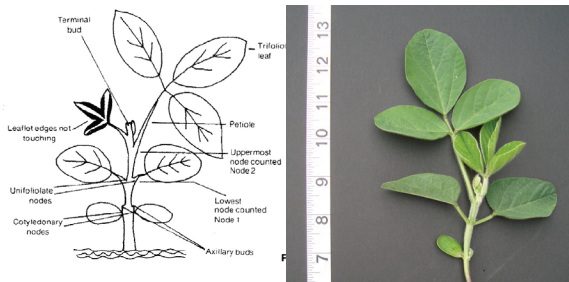 Terminal
bud
leaf
Leaflet edges not
touching
Petiole
Uppermost
node counted
Node 2
Unifoliolate
nodes
Lowest
node counted
Node 1
Cotyledonary
nodes
Axillary buds
13
12
11
10
9
8
7